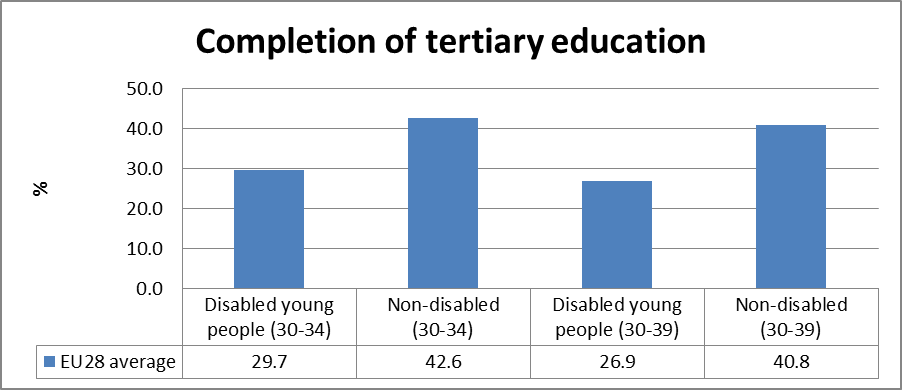 Completion of tertiary education
%
50.0
40.0
30.0
20.0
10.0
0.0
Disabled young people (30-34)
Non-disabled (30-34)
Disabled young people (30-39)
Non-disabled (30-39)
EU28 average 29.7 42.6 26.9 40.8